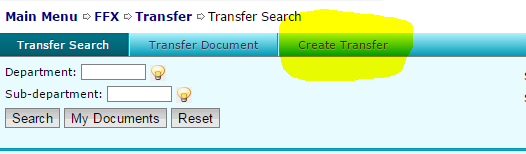 Main Menu ⇨ FFX ⇨ Transfer ⇨ Transfer Search
Transfer Search Transfer Document Create Transfer
Department:
Sub-department:
Search My Documents Reset